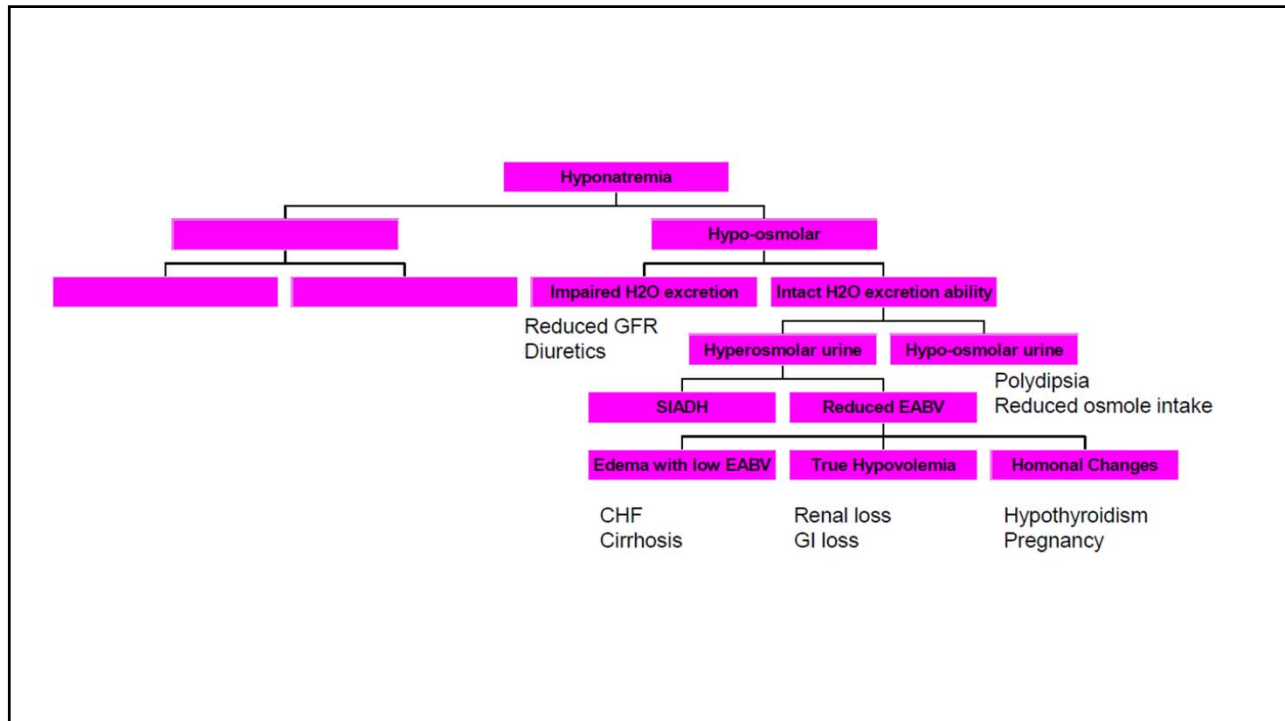 Hyponatremia
Hypo-osmolar
Impaired H2O excretion
Intact H2O excretion ability
Reduced GFR
Diuretics
Hyperosmolar urine
Hypo-osmolar urine
Polydipsia
Reduced osmole intake
SIADH
Reduced EABV
Edema with low EABV
True Hypovolemia
Homonal Changes
CHF
Cirrhosis
Renal loss
GI loss
Hypothyroidism
Pregnancy